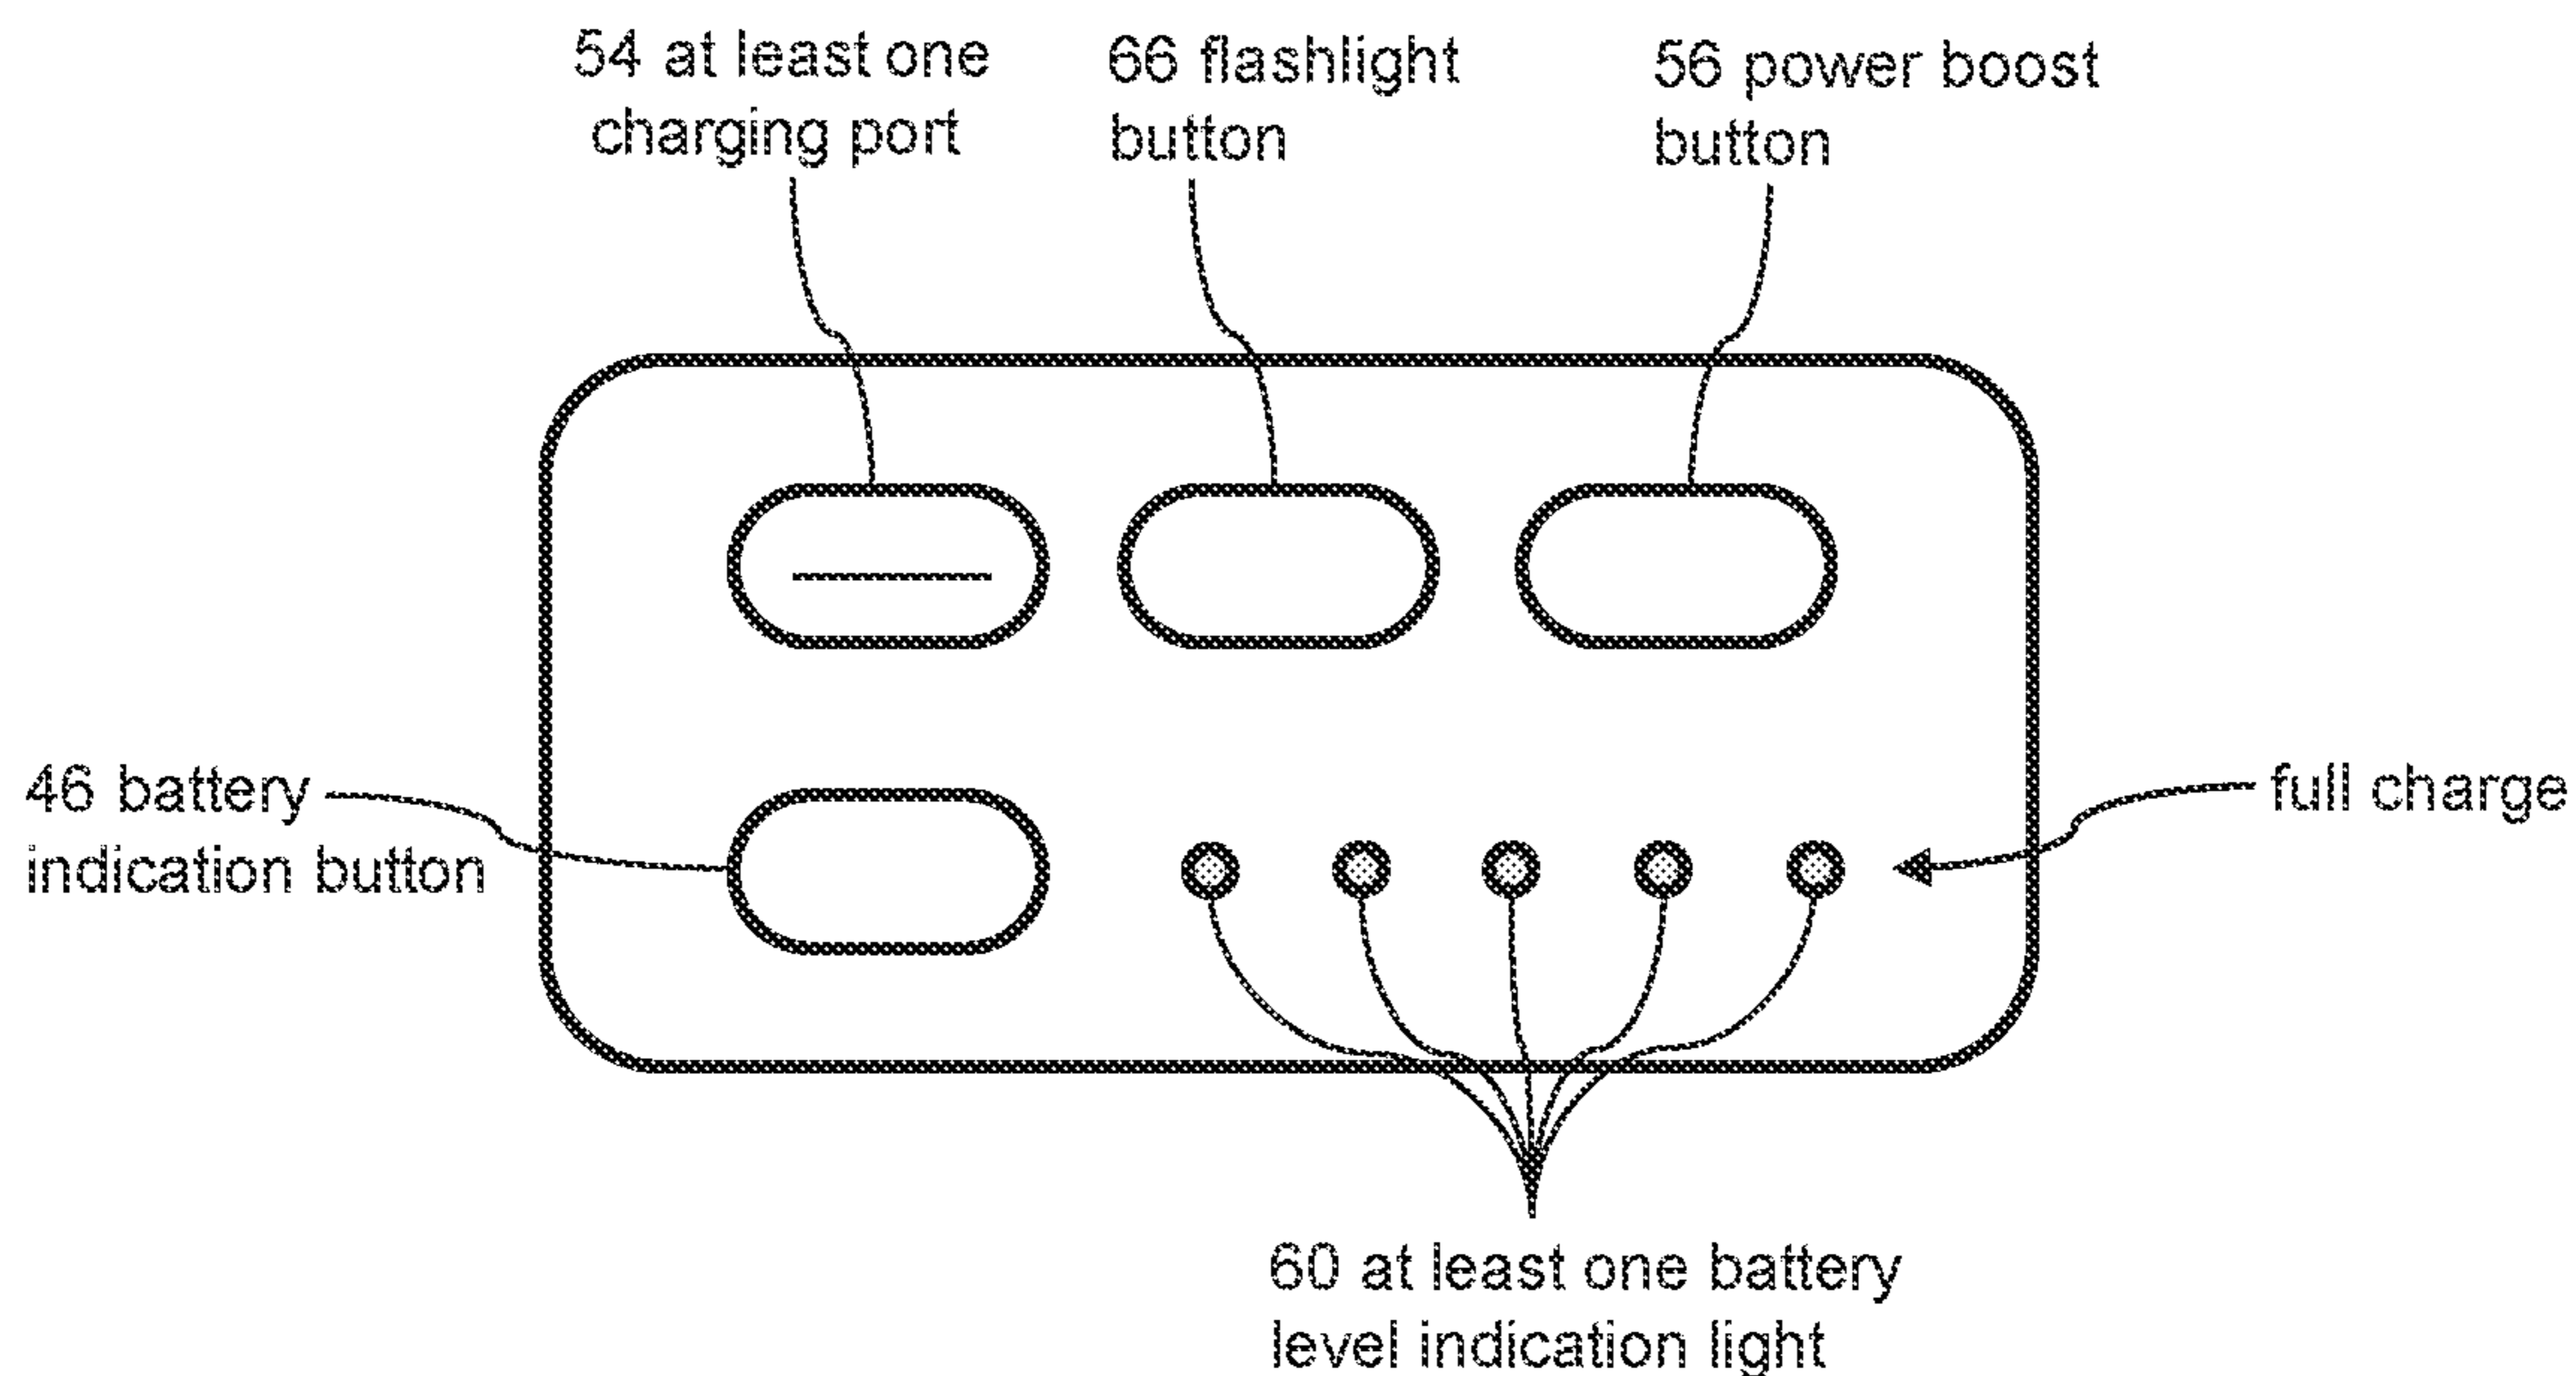 54 at least one
charging port
66 flashlight
button
56 power boost
button
46 battery
indication button
full charge
60 at least one battery
level indication light